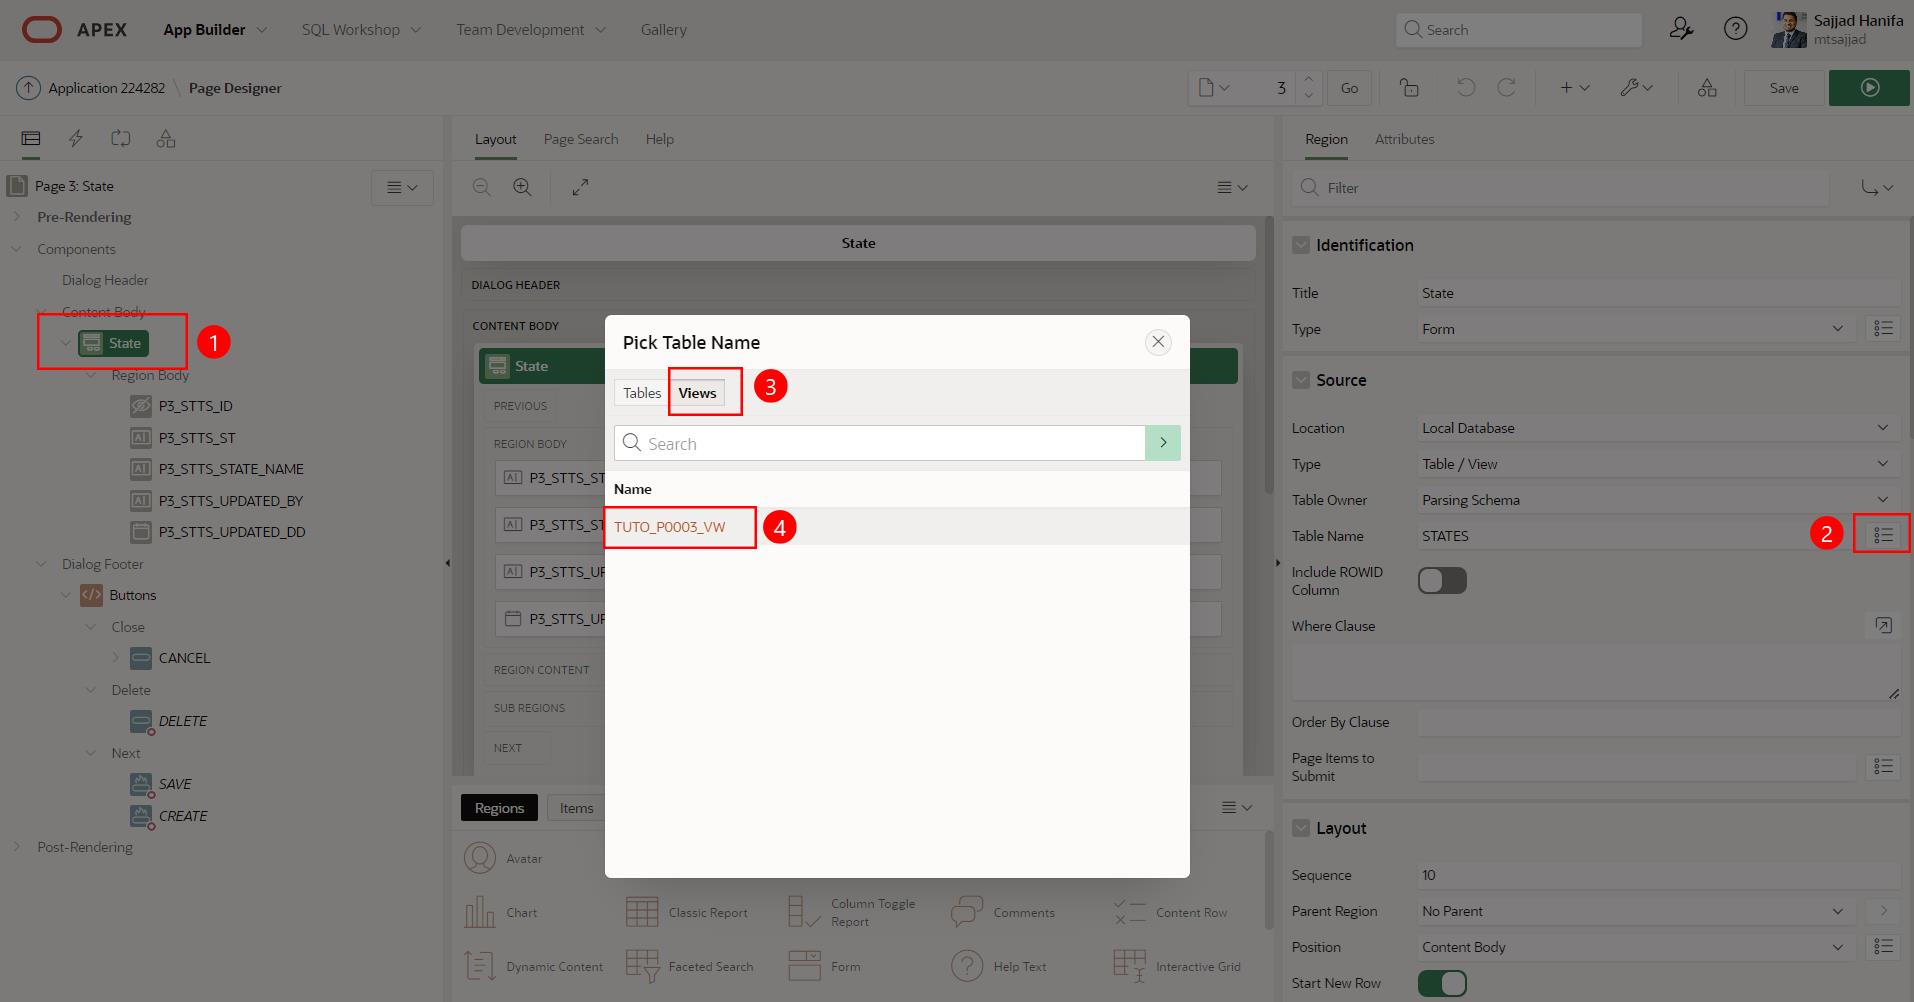 APEX App Builder SQL Workshop Team Development Gallery Search Sajjad Hanifa
mtsajjad
Application 224282 \ Page Designer 3 Go Save
Layout Page Search Help
Region Attributes
Page 3: State
Filter
Pre-Rendering
Components
Dialog Header
Content Body
State
1
Region Body
P3_STTS_ID
P3_STTS_ST
P3_STTS_STATE_NAME
P3_STTS_UPDATED_BY
P3_STTS_UPDATED_DD
Dialog Footer
Buttons
Close
CANCEL
Delete
DELETE
Next
SAVE
CREATE
Post-Rendering
State
DIALOG HEADER
CONTENT BODY
State
PREVIOUS
REGION BODY
P3_STTS_ST
P3_STTS_ST
P3_STTS_UP
P3_STTS_UP
REGION CONTENT
SUB REGIONS
NEXT
Pick Table Name
Tables Views
3
Search
Name
TUTO_P0003_VW
4
Regions Items
Avatar
Chart Classic Report Column Toggle
Report
Comments Content Row
Dynamic Content Faceted Search Form Help Text Interactive Grid
Identification
Title State
Type Form
Source
Location Local Database
Type Table / View
Table Owner Parsing Schema
Table Name STATES
2
Include ROWID
Column
Where Clause
Order By Clause
Page Items to
Submit
Layout
Sequence 10
Parent Region No Parent
Position Content Body
Start New Row